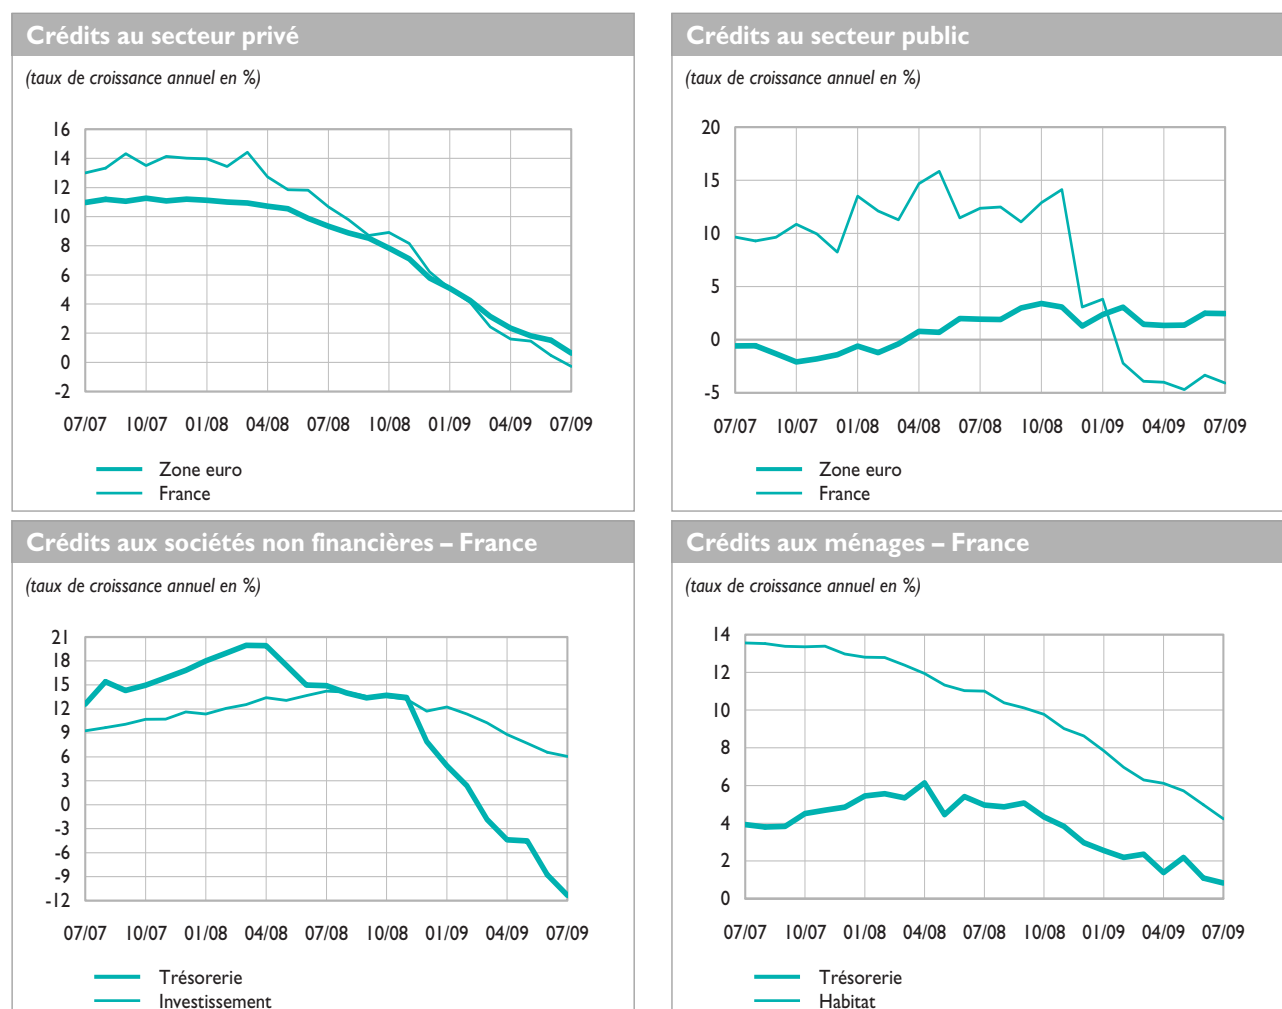 Crédits au secteur privé
(taux de croissance annuel en %)
16
14
12
10
8
6
4
2
0
-2
07/07 10/07 01/08 04/08 07/08 10/08 01/09 04/09 07/09
Zone euro
France
Crédits au secteur public
(taux de croissance annuel en %)
20
15
10
5
0
-5
07/07 10/07 01/08 04/08 07/08 10/08 01/09 04/09 07/09
Zone euro
France
Crédits aux sociétés non financières – France
(taux de croissance annuel en %)
21
18
15
12
9
6
3
0
-3
-6
-9
-12
07/07 10/07 01/08 04/08 07/08 10/08 01/09 04/09 07/09
Trésorerie
Investissement
Crédits aux ménages – France
(taux de croissance annuel en %)
14
12
10
8
6
4
2
0
07/07 10/07 01/08 04/08 07/08 10/08 01/09 04/09 07/09
Trésorerie
Habitat